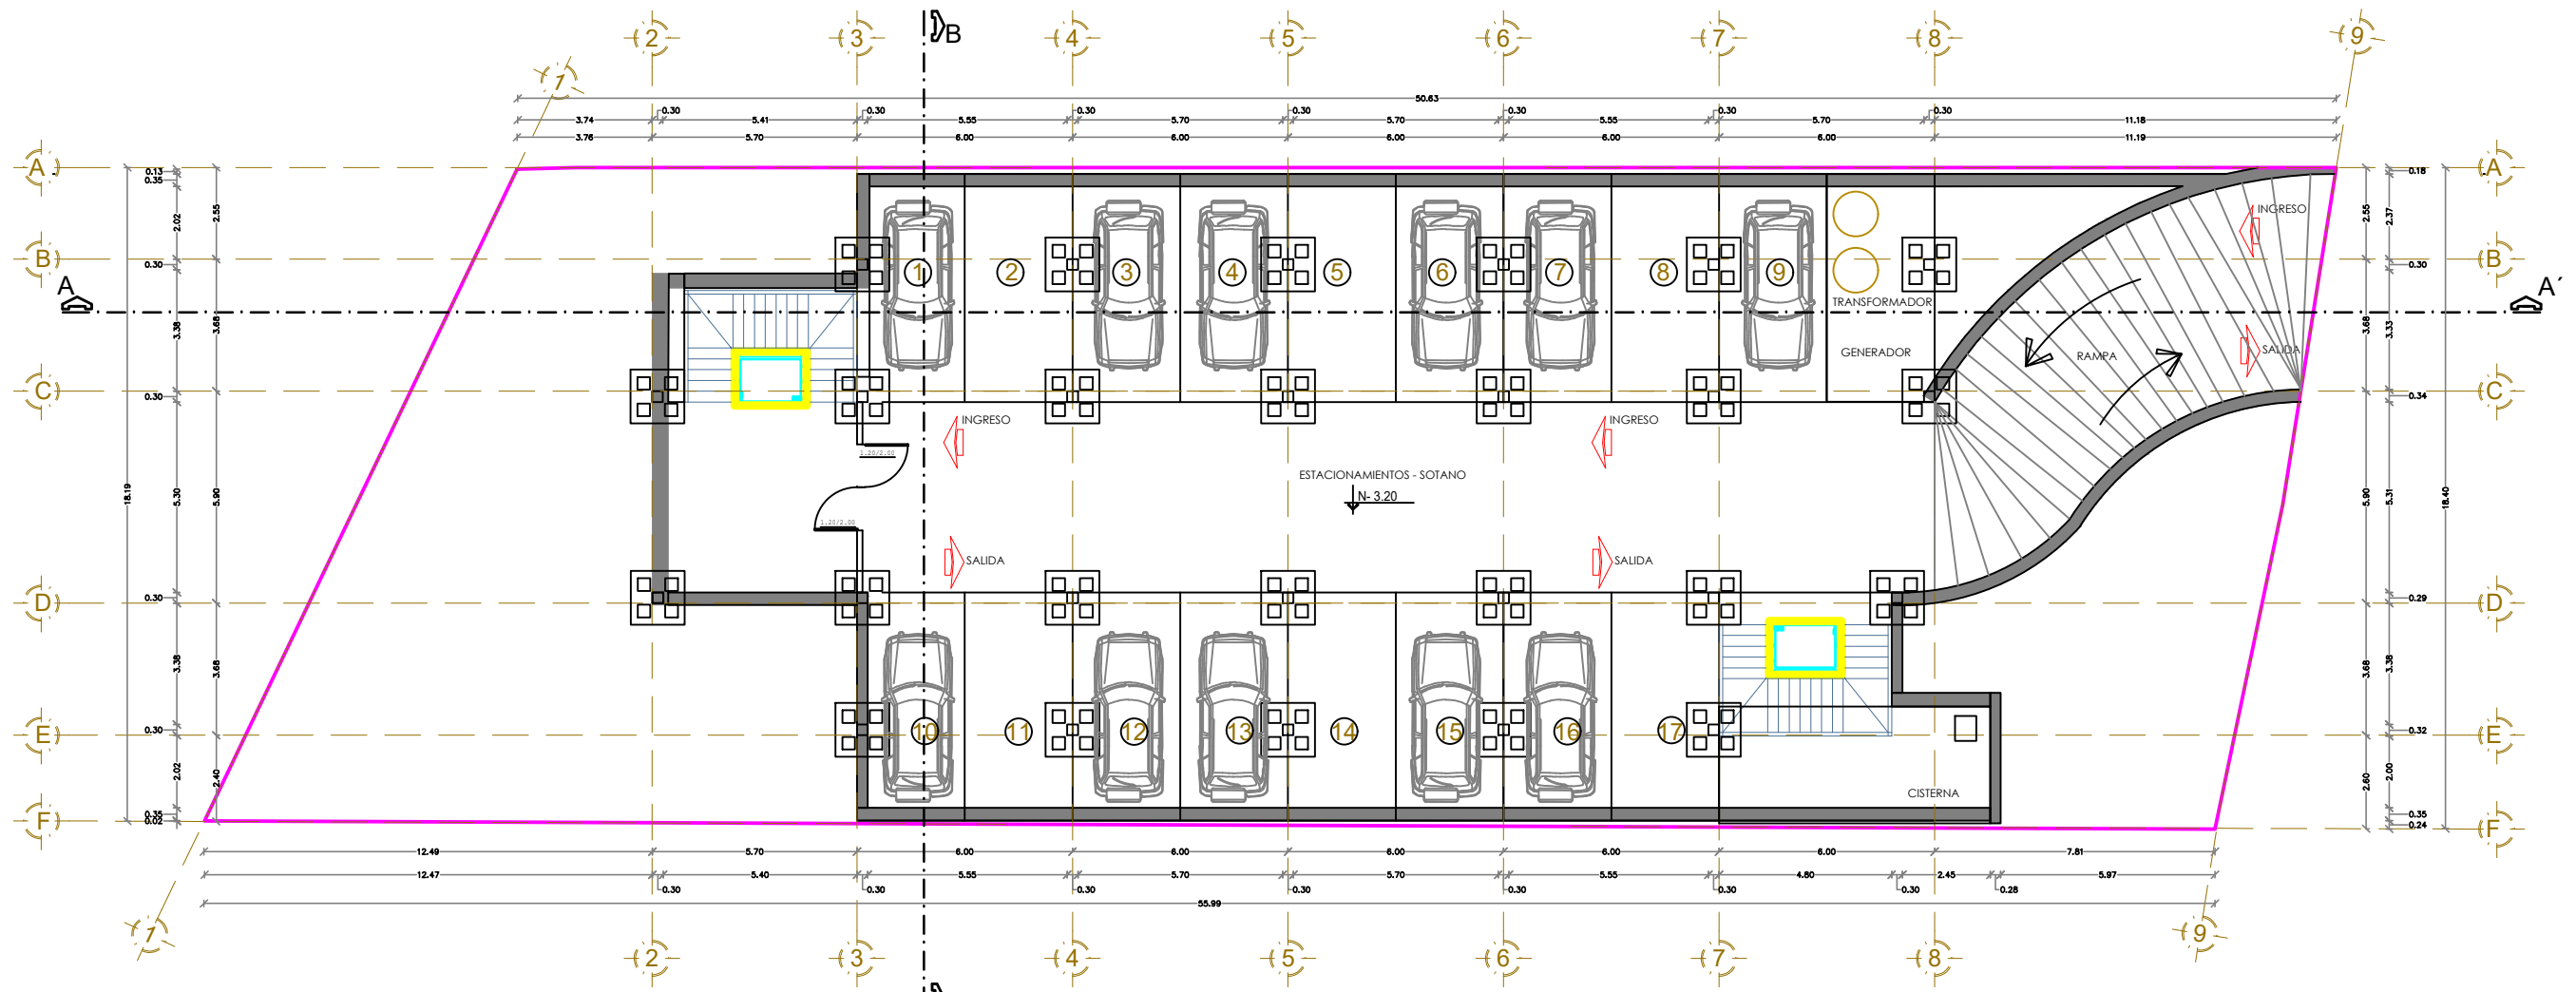 B
2 3 4 5 6 7 8 9
1
50.63
0.30 0.30 0.30 0.30 0.30 0.30 0.30
3.74 5.41 5.55 5.70 5.70 5.55 5.70 11.18
3.76 5.70 6.00 6.00 6.00 6.00 6.00 11.19
A A
0.13 0.18
0.35
2.02 2.55 2.55 2.37
INGRESO
B B
0.30 0.30
1 2 3 4 5 6 7 8 9
A A´
TRANSFORMADOR
3.38 3.68 3.68 3.33
GENERADOR RAMPA SALIDA
C C
0.30 0.34
INGRESO INGRESO
1.20/2.00
ESTACIONAMIENTOS - SOTANO
N- 3.20
18.19 5.30 5.90 5.90 5.31 18.40
1.20/2.00
SALIDA SALIDA
D D
0.30 0.29
3.38 3.68 3.68 3.38
10 11 12 13 14 15 16 17
E E
0.30 0.32
2.02 2.40 2.60 2.00
CISTERNA
0.35 0.35
F F
0.02 0.24
12.49 5.70 6.00 6.00 6.00 6.00 6.00 7.81
12.47 5.40 5.55 5.70 5.70 5.55 4.80 2.45 5.97
0.30 0.30 0.30 0.30 0.30 0.30 0.30 0.28
55.99
1 9
2 3 4 5 6 7 8